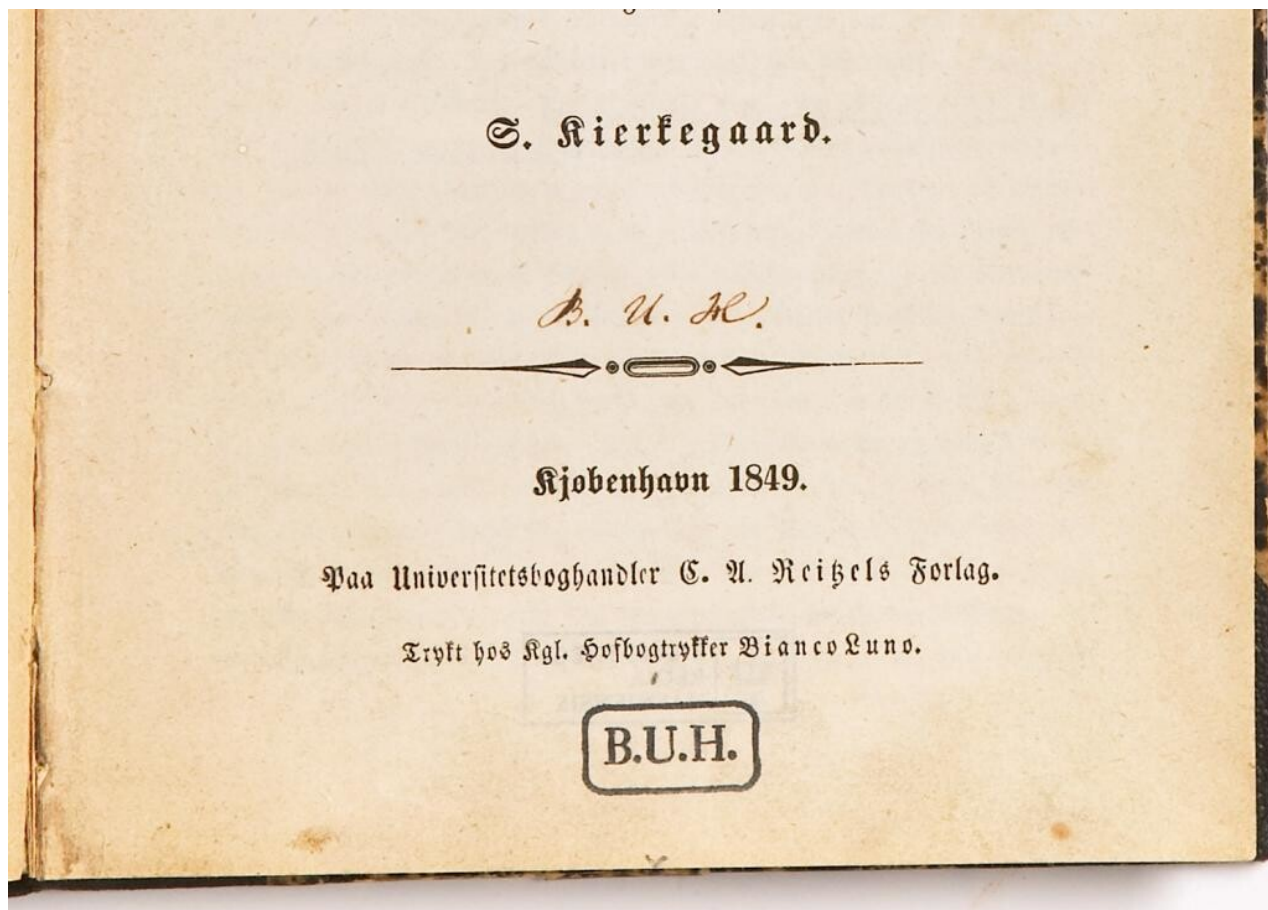 S. Kierkegaard.
B. U. H.
Kjøbenhavn 1849.
Paa Universitetsboghandler C. A. Reitzels Forlag.
Trykt hos Kgl. Hofbogtrykker Bianco Luno.
B.U.H.